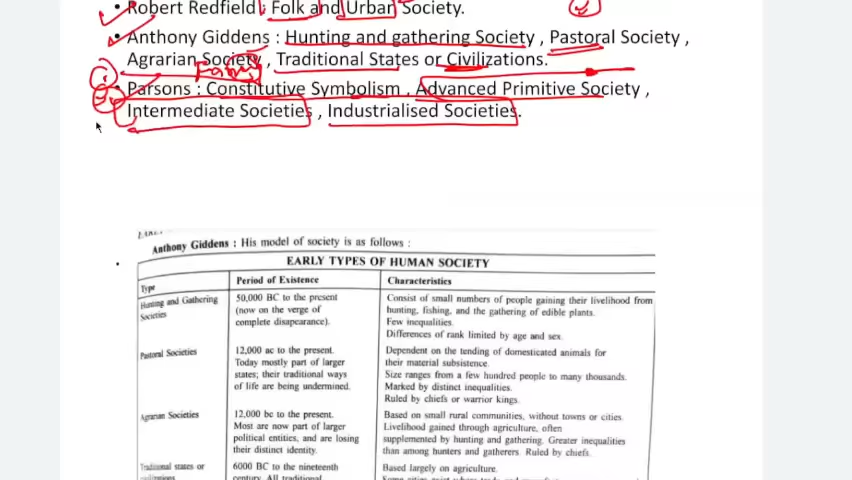 • Robert Redfield : Folk and Urban Society.
• Anthony Giddens : Hunting and gathering Society , Pastoral Society ,
Agrarian Society , Traditional States or Civilizations.
• Parsons : Constitutive Symbolism , Advanced Primitive Society ,
Intermediate Societies , Industrialised Societies.
Anthony Giddens : His model of society is as follows :
EARLY TYPES OF HUMAN SOCIETY
Type Period of Existence Characteristics
Hunting and Gathering 50,000 BC to the present Consist of small numbers of people gaining their livelihood from
Societies (now on the verge of hunting, fishing, and the gathering of edible plants.
complete disapearance). Few inequalities.
Differences of rank limited by age and sex.
Pastoral Societies 12,000 ac to the present. Dependent on the tending of domesticated animals for
Today mostly part of larger their material subsistence.
states; their traditional ways Size ranges from a few hundred people to many thousands.
of life are being undermined. Marked by distinct inequalities.
Ruled by chiefs or warrior kings.
Agrarian Societies 12,000 bc to the present. Based on small rural communities, without towns or cities.
Most are now part of larger Livelihood gained through agriculture, often
political entities, and are losing supplemented by hunting and gathering. Greater inequalities
their distinct identity. than among hunters and gatherers. Ruled by chiefs.
Traditional states or 6000 BC to the nineteenth Based largely on agriculture.
century. All traditional